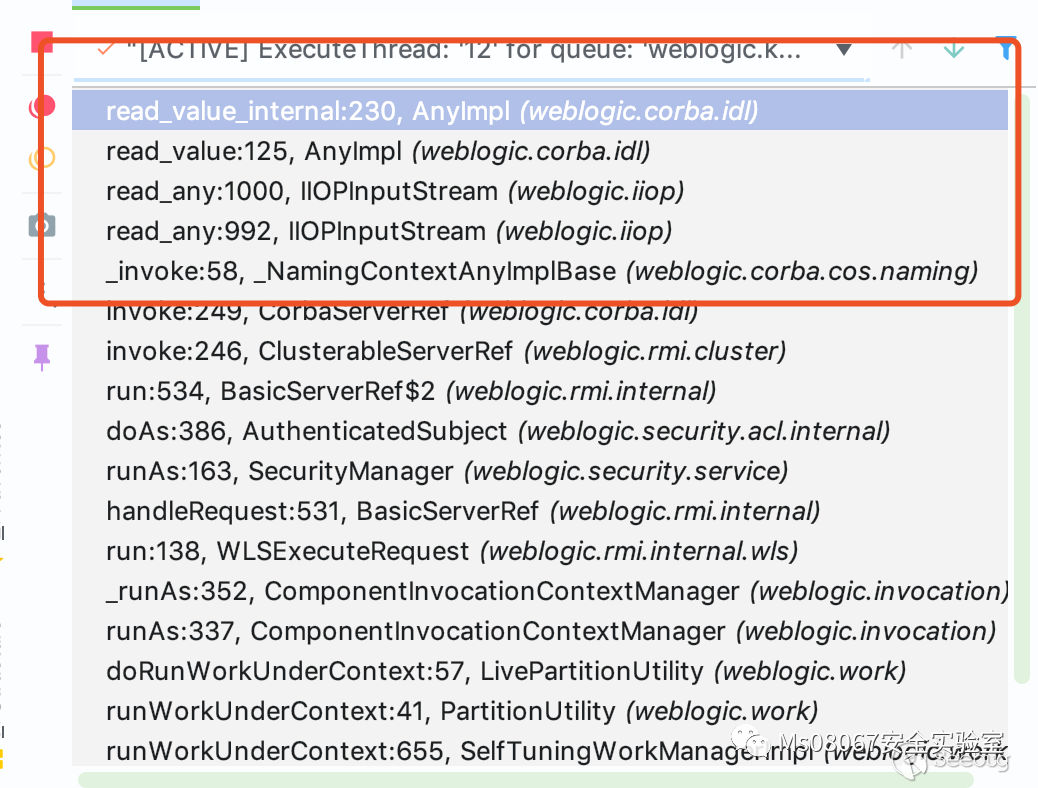 "[ACTIVE] ExecuteThread: '12' for queue: 'weblogic.k...
read_value_internal:230, AnyImpl (weblogic.corba.idl)
read_value:125, AnyImpl (weblogic.corba.idl)
read_any:1000, IIOPInputStream (weblogic.iiop)
read_any:992, IIOPInputStream (weblogic.iiop)
_invoke:58, _NamingContextAnyImplBase (weblogic.corba.cos.naming)
invoke:249, CorbaServerRef (weblogic.corba.idl)
invoke:246, ClusterableServerRef (weblogic.rmi.cluster)
run:534, BasicServerRef$2 (weblogic.rmi.internal)
doAs:386, AuthenticatedSubject (weblogic.security.acl.internal)
runAs:163, SecurityManager (weblogic.security.service)
handleRequest:531, BasicServerRef (weblogic.rmi.internal)
run:138, WLSExecuteRequest (weblogic.rmi.internal.wls)
_runAs:352, ComponentInvocationContextManager (weblogic.invocation)
runAs:337, ComponentInvocationContextManager (weblogic.invocation)
doRunWorkUnderContext:57, LivePartitionUtility (weblogic.work)
runWorkUnderContext:41, PartitionUtility (weblogic.work)
runWorkUnderContext:655, SelfTuningWorkManagerImpl (weblogic.work
Ms08067安全实验室
Seebug